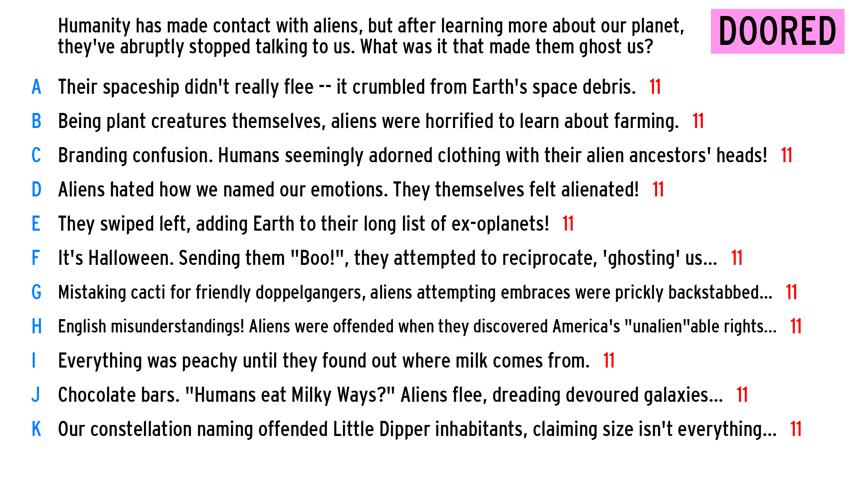 Humanity has made contact with aliens, but after learning more about our planet,
they've abruptly stopped talking to us. What was it that made them ghost us?
DOORED
A Their spaceship didn't really flee -- it crumbled from Earth's space debris. 11
B Being plant creatures themselves, aliens were horrified to learn about farming. 11
C Branding confusion. Humans seemingly adorned clothing with their alien ancestors' heads! 11
D Aliens hated how we named our emotions. They themselves felt alienated! 11
E They swiped left, adding Earth to their long list of ex-oplanets! 11
F It's Halloween. Sending them "Boo!", they attempted to reciprocate, 'ghosting' us... 11
G Mistaking cacti for friendly doppelgangers, aliens attempting embraces were prickly backstabbed... 11
H English misunderstandings! Aliens were offended when they discovered America's "unalien"able rights... 11
I Everything was peachy until they found out where milk comes from. 11
J Chocolate bars. "Humans eat Milky Ways?" Aliens flee, dreading devoured galaxies... 11
K Our constellation naming offended Little Dipper inhabitants, claiming size isn't everything... 11